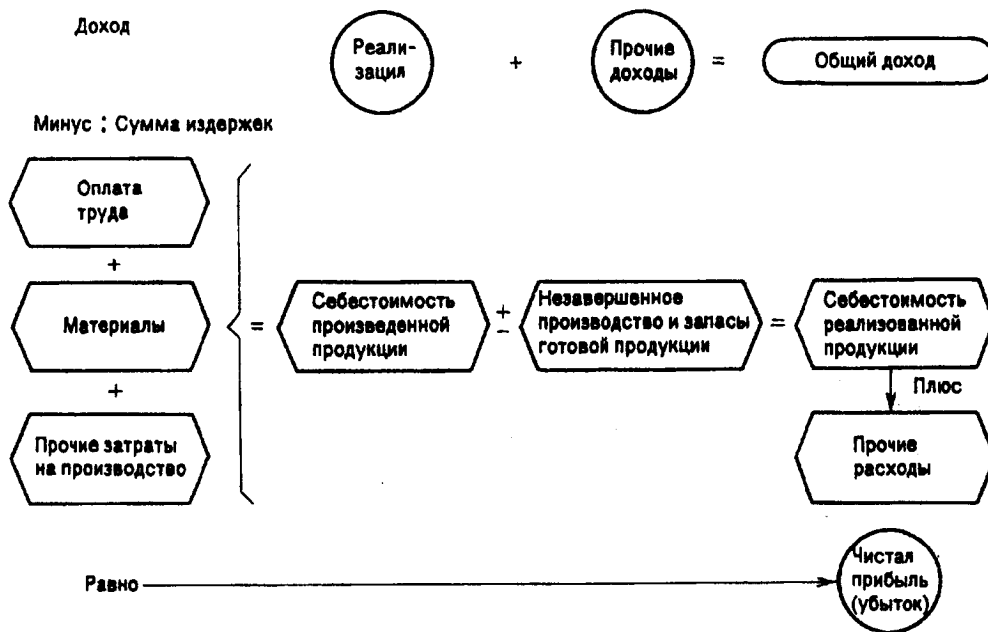 Доход
Реали-
зация
+
Прочие
доходы
=
Общий доход
Минус : Сумма издержек
Оплата
труда
+
Материалы
+
Прочие затраты
на производство
=
Себестоимость
произведенной
продукции
+
−
Незавершенное
производство и запасы
готовой продукции
=
Себестоимость
реализованной
продукции
Плюс
Прочие
расходы
Равно
Чистал
прибыль
(убыток)